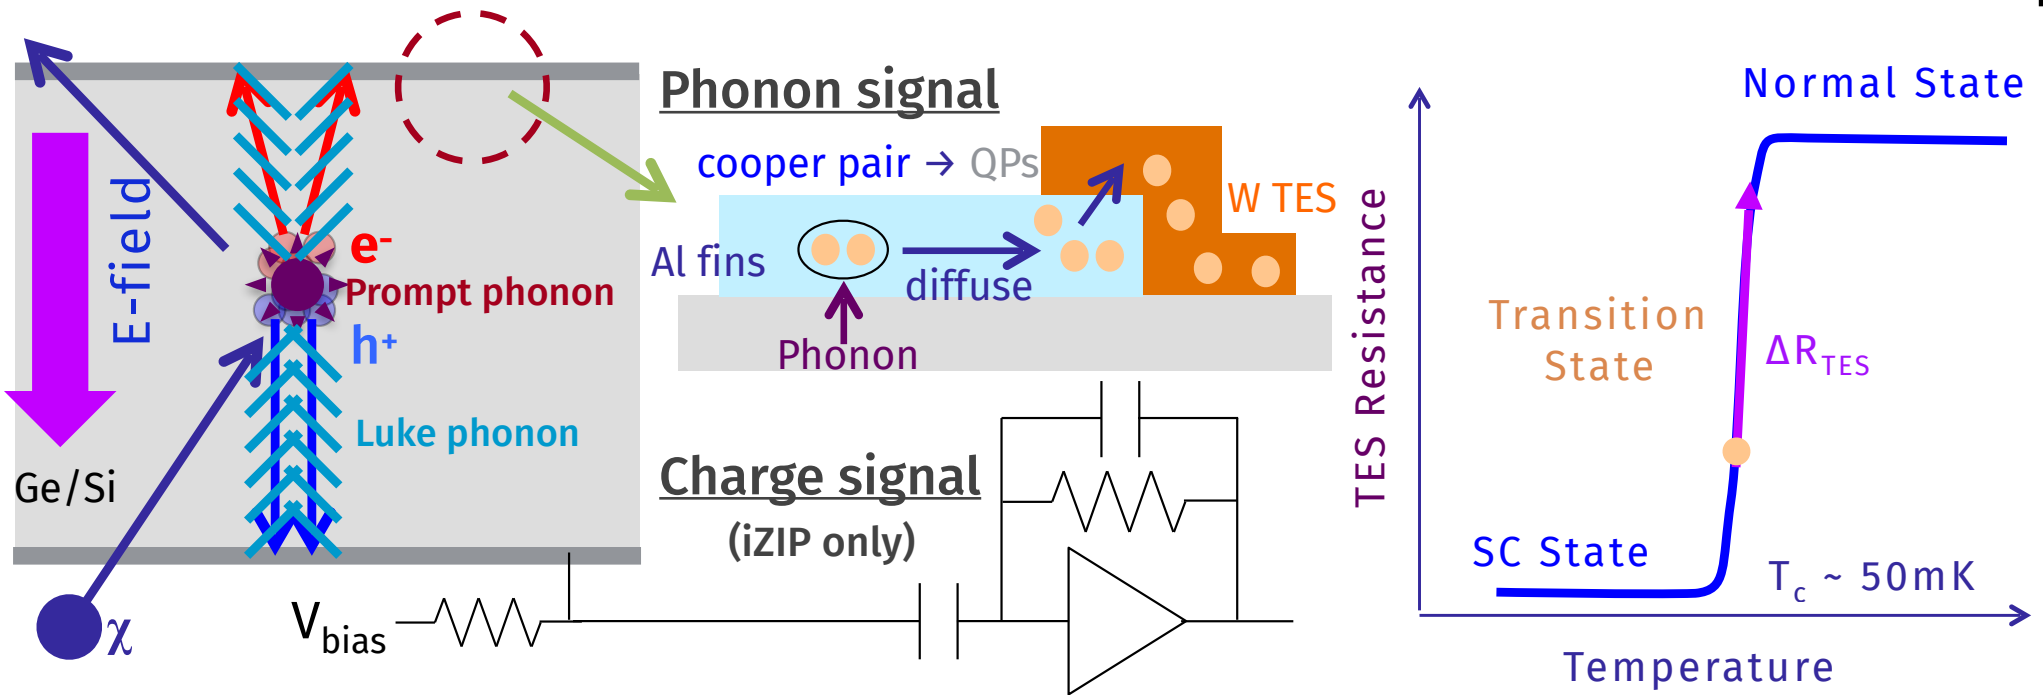 E-field
Ge/Si
χ
e-
Prompt phonon
h+
Luke phonon
Phonon signal
cooper pair → QPs
W TES
Al fins
diffuse
Phonon
Charge signal
(iZIP only)
Vbias
TES Resistance
Normal State
Transition
State
ΔRTES
SC State
Tc ~ 50mK
Temperature